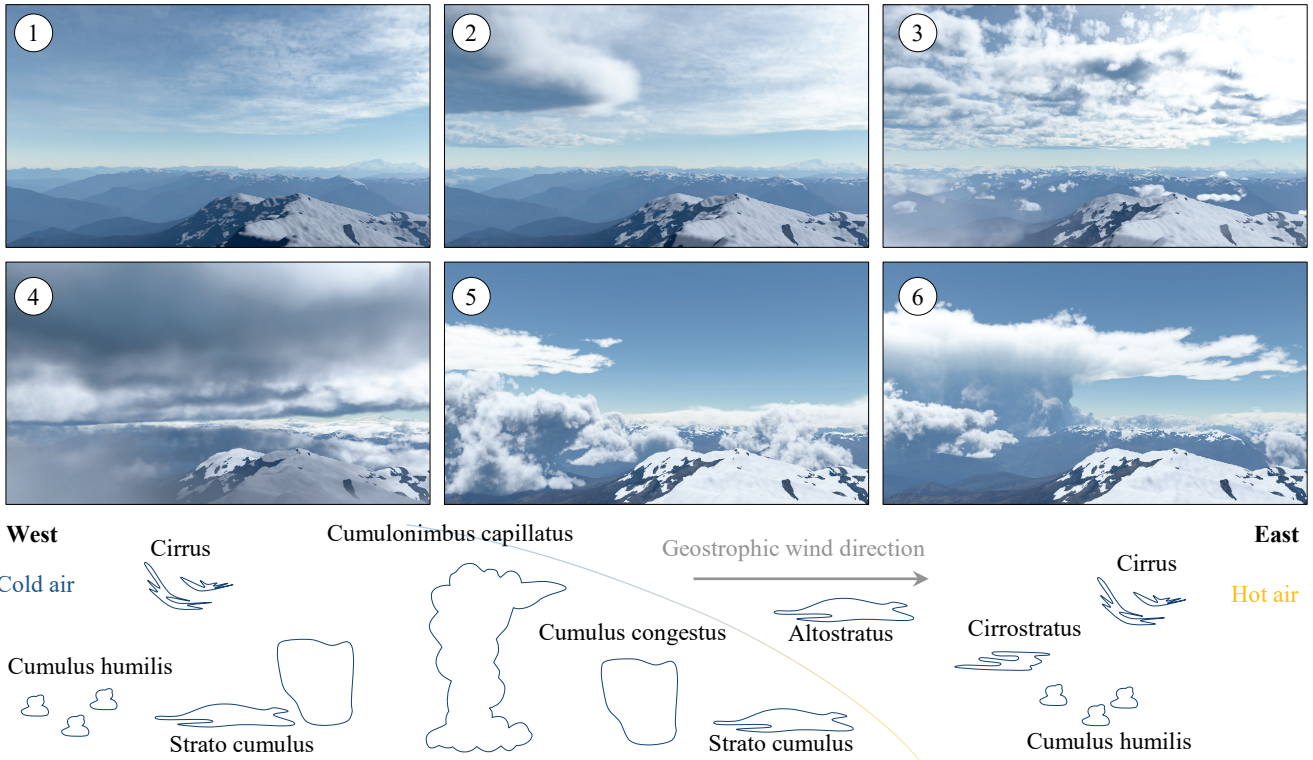 1
2
3
4
5
6
West
East
Cumulonimbus capillatus
Geostrophic wind direction
Cirrus
Cirrus
Cold air
Hot air
Cumulus congestus
Altostratus
Cirrostratus
Cumulus humilis
Strato cumulus
Strato cumulus
Cumulus humilis